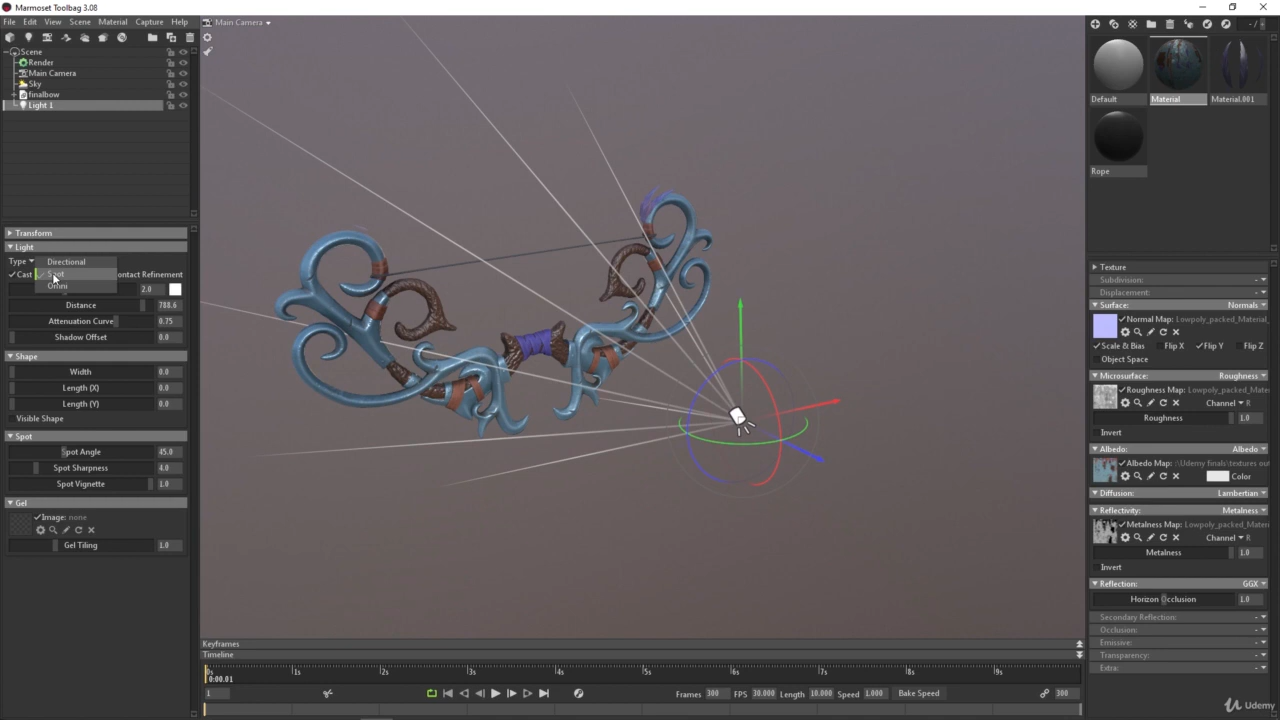 Marmoset Toolbag 3.08
File Edit View Scene Material Capture Help
Main Camera
Scene
Render
Main Camera
Sky
finalbow
Light 1
Transform
Light
Type
Directional
Cast Spot ontact Refinement
Omni
2.0
Distance 788.6
Attenuation Curve 0.75
Shadow Offset 0.0
Shape
Width 0.0
Length (X) 0.0
Length (Y) 0.0
Visible Shape
Spot
Spot Angle 45.0
Spot Sharpness 4.0
Spot Vignette 1.0
Gel
Image: none
Gel Tiling 1.0
Keyframes
Timeline
0s 1s 2s 3s 4s 5s 6s 7s 8s 9s
0:00.01
1
Frames 300 FPS 30.000 Length 10.000 Speed 1.000 Bake Speed 300
Default Material Material.001
Rope
Texture
Subdivision:
Displacement:
Surface: Normals
Normal Map: Lowpoly_packed_Material_
Scale & Bias Flip X Flip Y Flip Z
Object Space
Microsurface: Roughness
Roughness Map: Lowpoly_packed_Mater
Channel R
Roughness 1.0
Invert
Albedo: Albedo
Albedo Map: \Udemy finals\textures out
Color
Diffusion: Lambertian
Reflectivity: Metalness
Metalness Map: Lowpoly_packed_Mater
Channel R
Metalness 1.0
Invert
Reflection: GGX
Horizon Occlusion 1.0
Secondary Reflection:
Occlusion:
Emissive:
Transparency:
Extra:
Udemy